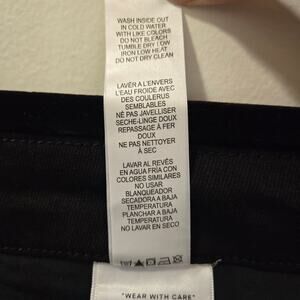 WASH INSIDE OUT
IN COLD WATER
WITH LIKE COLORS
DO NOT BLEACH
TUMBLE DRY LOW
IRON LOW HEAT
DO NOT DRY CLEAN
LAVÉR A L'ENVERS
L'EAU FROIDE AVEC
DES COULERUS
SEMBLABLES
NÉ PAS JAVELLISER
SECHE-LINGE DOUX
REPASSAGE À FER
DOUX
NE PAS NETTOYER
À SEC
LAVAR AL REVÉS
EN AGUA FRÍA CON
COLORES SIMILARES
NO USAR
BLANQUEADOR
SECADORA A BAJA
TEMPERATURA
PLANCHAR A BAJA
TEMPERATURA
NO LAVAR EN SECO
"WEAR WITH CARE"